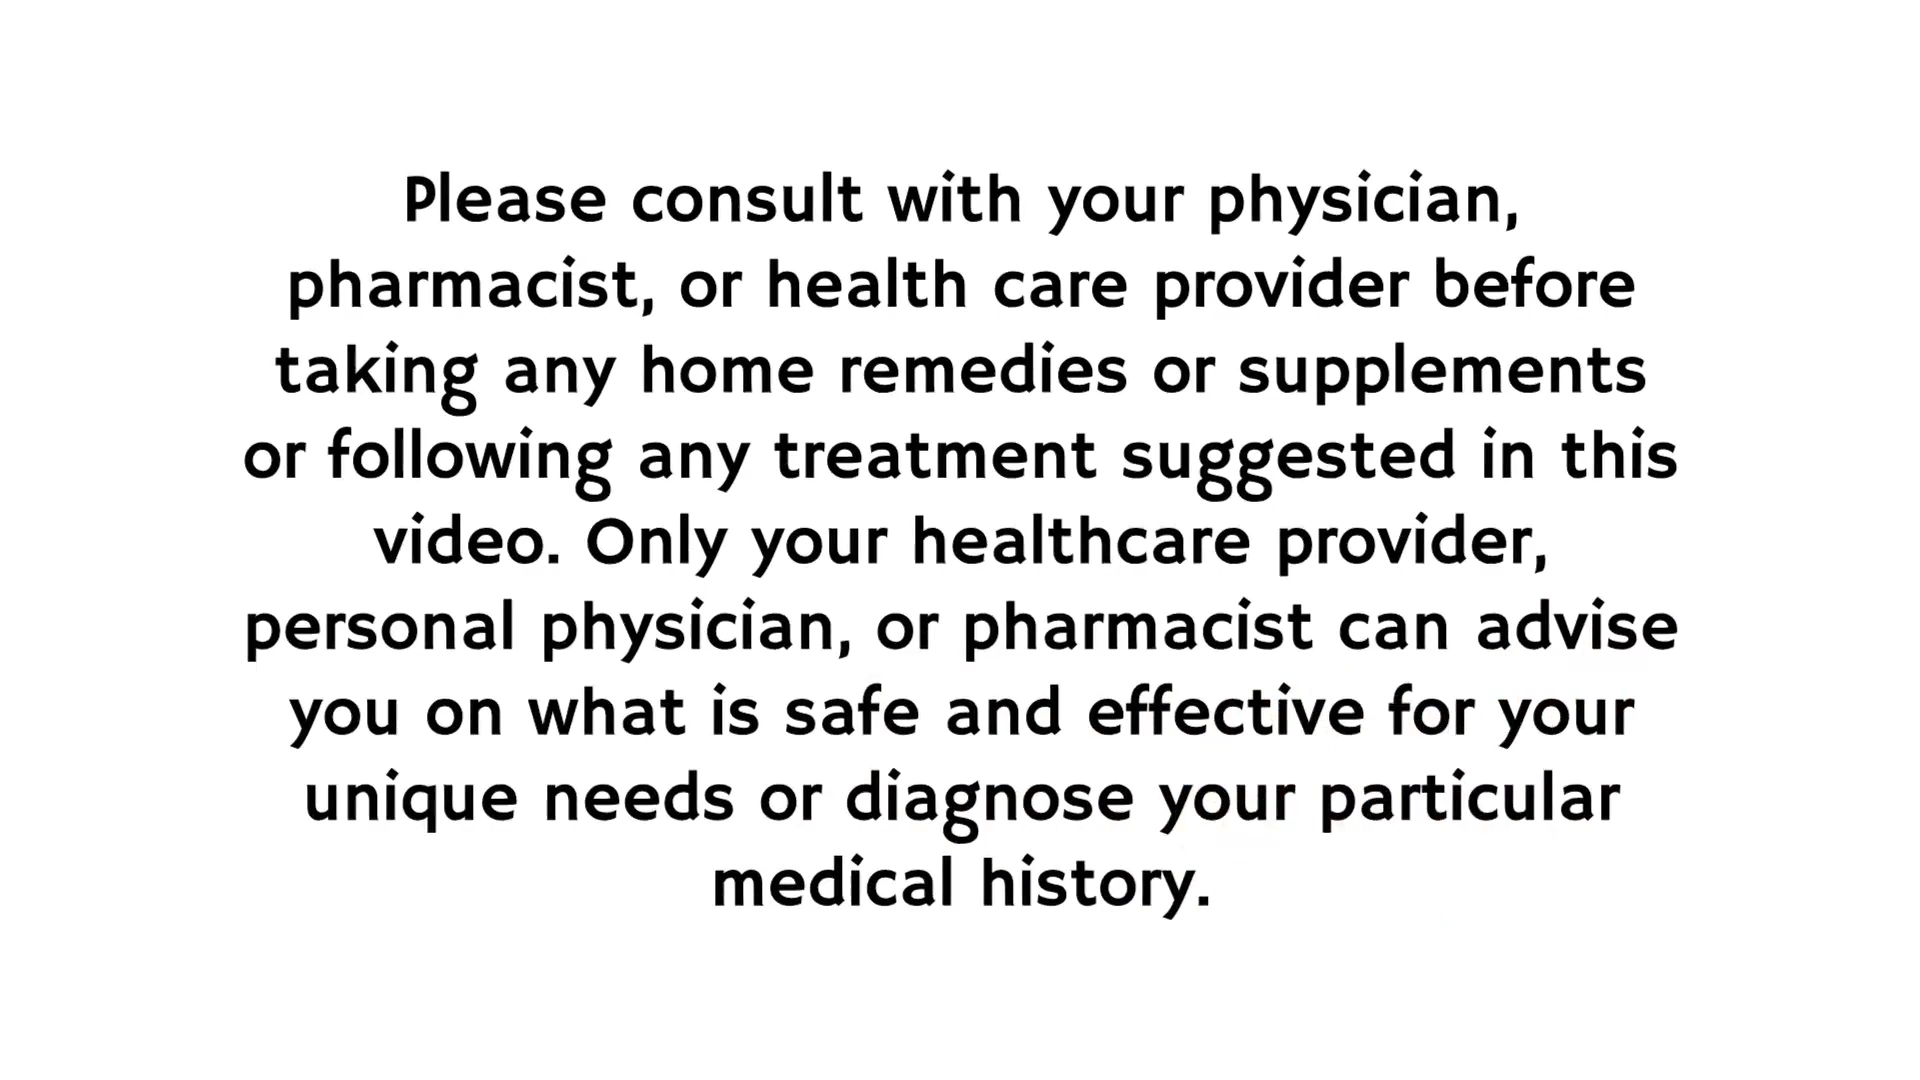 Please consult with your physician,
pharmacist, or health care provider before
taking any home remedies or supplements
or following any treatment suggested in this
video. Only your healthcare provider,
personal physician, or pharmacist can advise
you on what is safe and effective for your
unique needs or diagnose your particular
medical history.